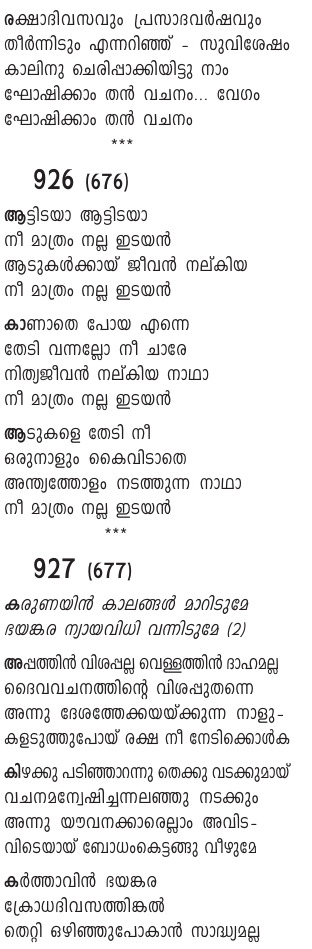 രക്ഷാദിവസവും പ്രസാദവർഷവും
തീർന്നിടും എന്നറിഞ്ഞ് - സുവിശേഷം
കാലിനു ചെരിപ്പാക്കിയിട്ടു നാം
ഘോഷിക്കാം തൻ വചനം... വേഗം
ഘോഷിക്കാം തൻ വചനം
***
926 (676)
ആട്ടിടയാ ആട്ടിടയാ
നീ മാത്രം നല്ല ഇടയൻ
ആടുകൾക്കായ് ജീവൻ നല്കിയ
നീ മാത്രം നല്ല ഇടയൻ
കാണാതെ പോയ എന്നെ
തേടി വന്നല്ലോ നീ ചാരേ
നിത്യജീവൻ നല്കിയ നാഥാ
നീ മാത്രം നല്ല ഇടയൻ
ആടുകളെ തേടി നീ
ഒരുനാളും കൈവിടാതെ
അന്ത്യത്തോളം നടത്തുന്ന നാഥാ
നീ മാത്രം നല്ല ഇടയൻ
***
927 (677)
കരുണയിൻ കാലങ്ങൾ മാറിടുമേ
ഭയങ്കര ന്യായവിധി വന്നിടുമേ (2)
അപ്പത്തിൻ വിശപ്പല്ല വെള്ളത്തിൻ ദാഹമല്ല
ദൈവവചനത്തിന്റെ വിശപ്പുതന്നെ
അന്നു ദേശത്തേക്കയയ്ക്കുന്ന നാളു-
കളടുത്തുപോയ് രക്ഷ നീ നേടിക്കൊൾക
കിഴക്കു പടിഞ്ഞാറന്നു തെക്കു വടക്കുമായ്
വചനമന്വേഷിച്ചന്നലഞ്ഞു നടക്കും
അന്നു യൗവനക്കാരെല്ലാം അവിട-
വിടെയായ് ബോധംകെട്ടങ്ങു വീഴുമേ
കർത്താവിൻ ഭയങ്കര
ക്രോധദിവസത്തിങ്കൽ
തെറ്റി ഒഴിഞ്ഞുപോകാൻ സാദ്ധ്യമല്ല